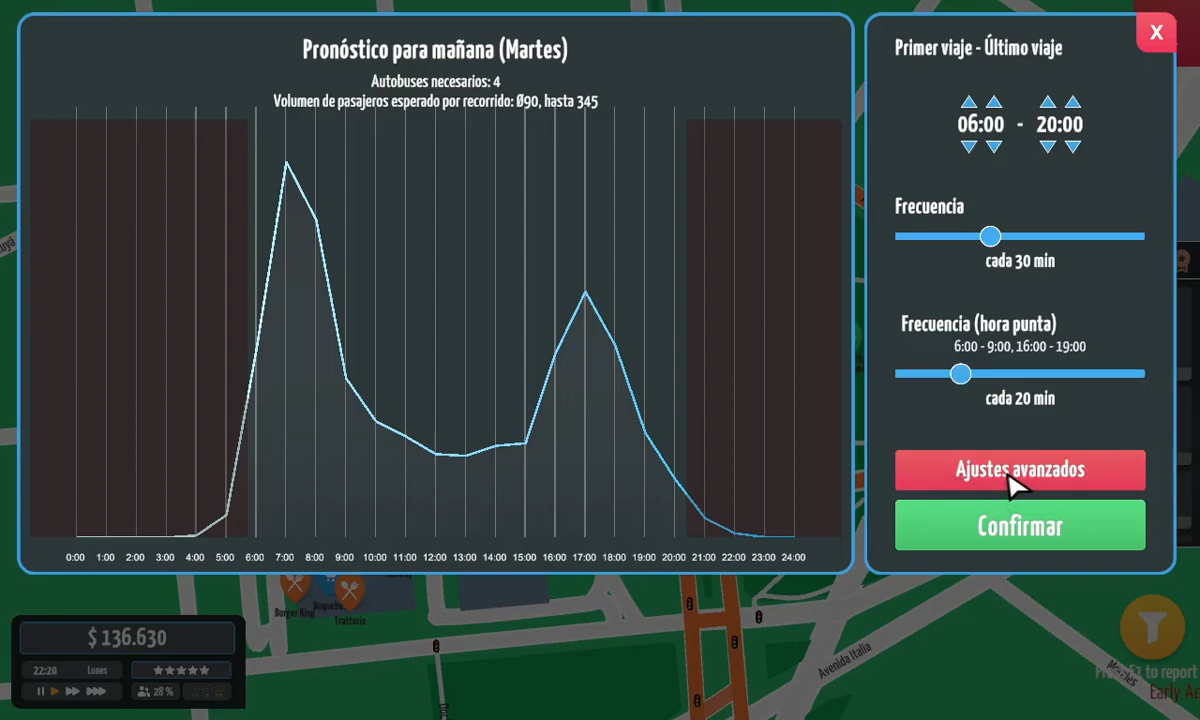 Pronóstico para mañana (Martes)
Autobuses necesarios: 4
Volumen de pasajeros esperado por recorrido: Ø90, hasta 345
0:00 1:00 2:00 3:00 4:00 5:00 6:00 7:00 8:00 9:00 10:00 11:00 12:00 13:00 14:00 15:00 16:00 17:00 18:00 19:00 20:00 21:00 22:00 23:00 24:00
X
Primer viaje - Último viaje
06:00 - 20:00
Frecuencia
cada 30 min
Frecuencia (hora punta)
6:00 - 9:00, 16:00 - 19:00
cada 20 min
Ajustes avanzados
Confirmar
Burger King
Trattoria
$ 136.630
22:20 Lunes
28 %
Avenida Italia
to report
Early